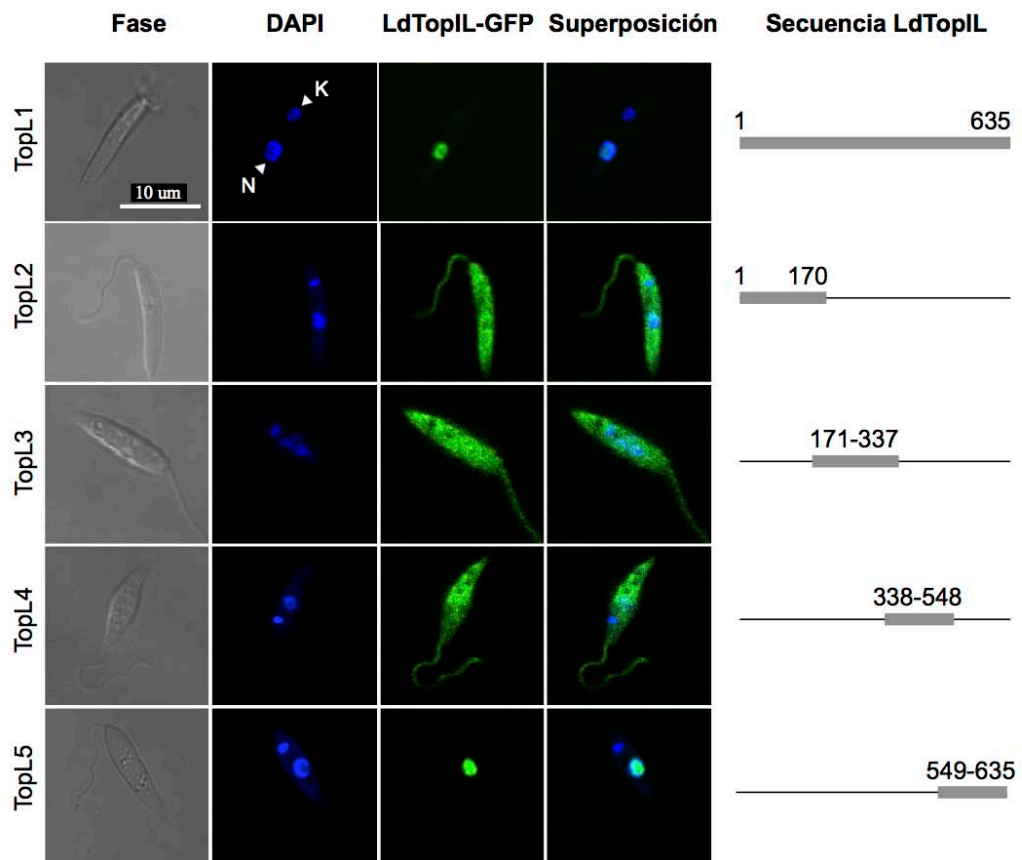 Fase DAPI LdTopIL-GFP Superposición Secuencia LdTopIL
TopL1
K
N
10 um
1 635
TopL2
1 170
TopL3
171-337
TopL4
338-548
TopL5
549-635